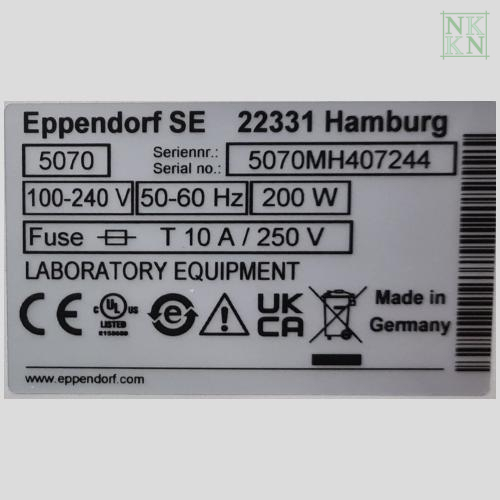 NK
KN
Eppendorf SE 22331 Hamburg
5070 Seriennr.: Serial no.: 5070MH407244
100-240 V 50-60 Hz 200 W
Fuse T 10 A / 250 V
LABORATORY EQUIPMENT
CE C UL US LISTED e UK CA Made in Germany
www.eppendorf.com